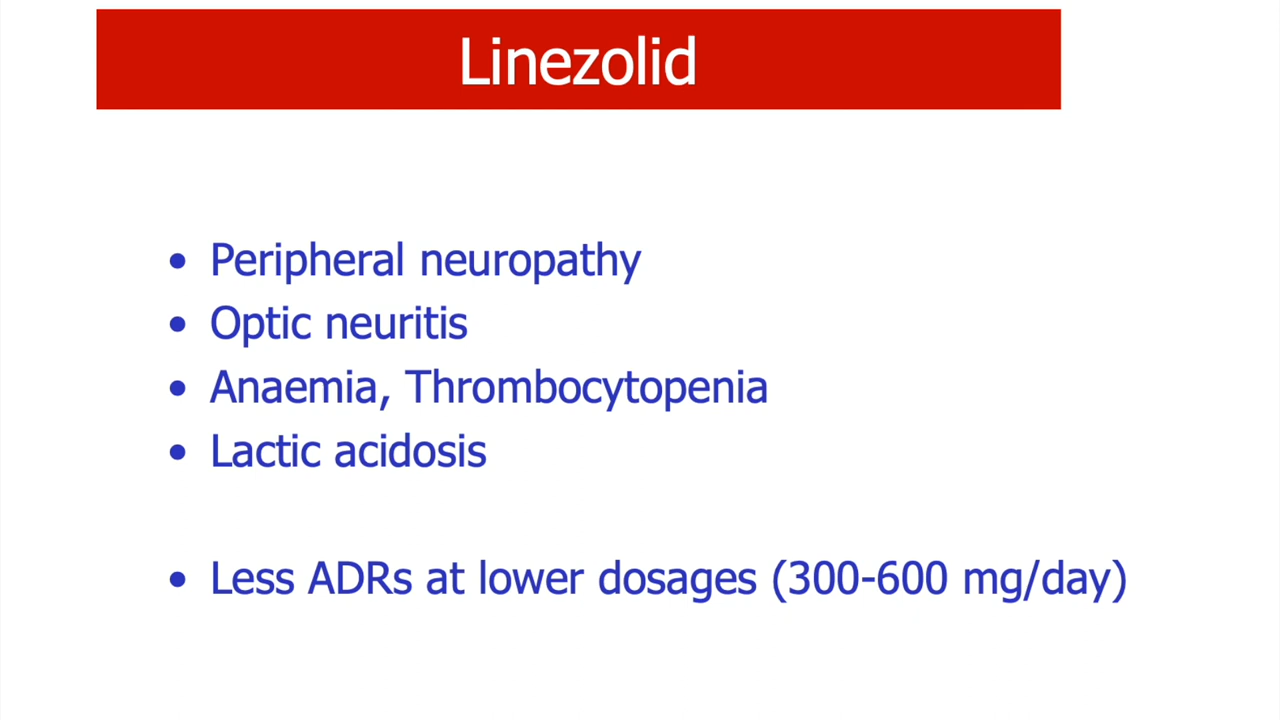 Linezolid
• Peripheral neuropathy
• Optic neuritis
• Anaemia, Thrombocytopenia
• Lactic acidosis
• Less ADRs at lower dosages (300-600 mg/day)